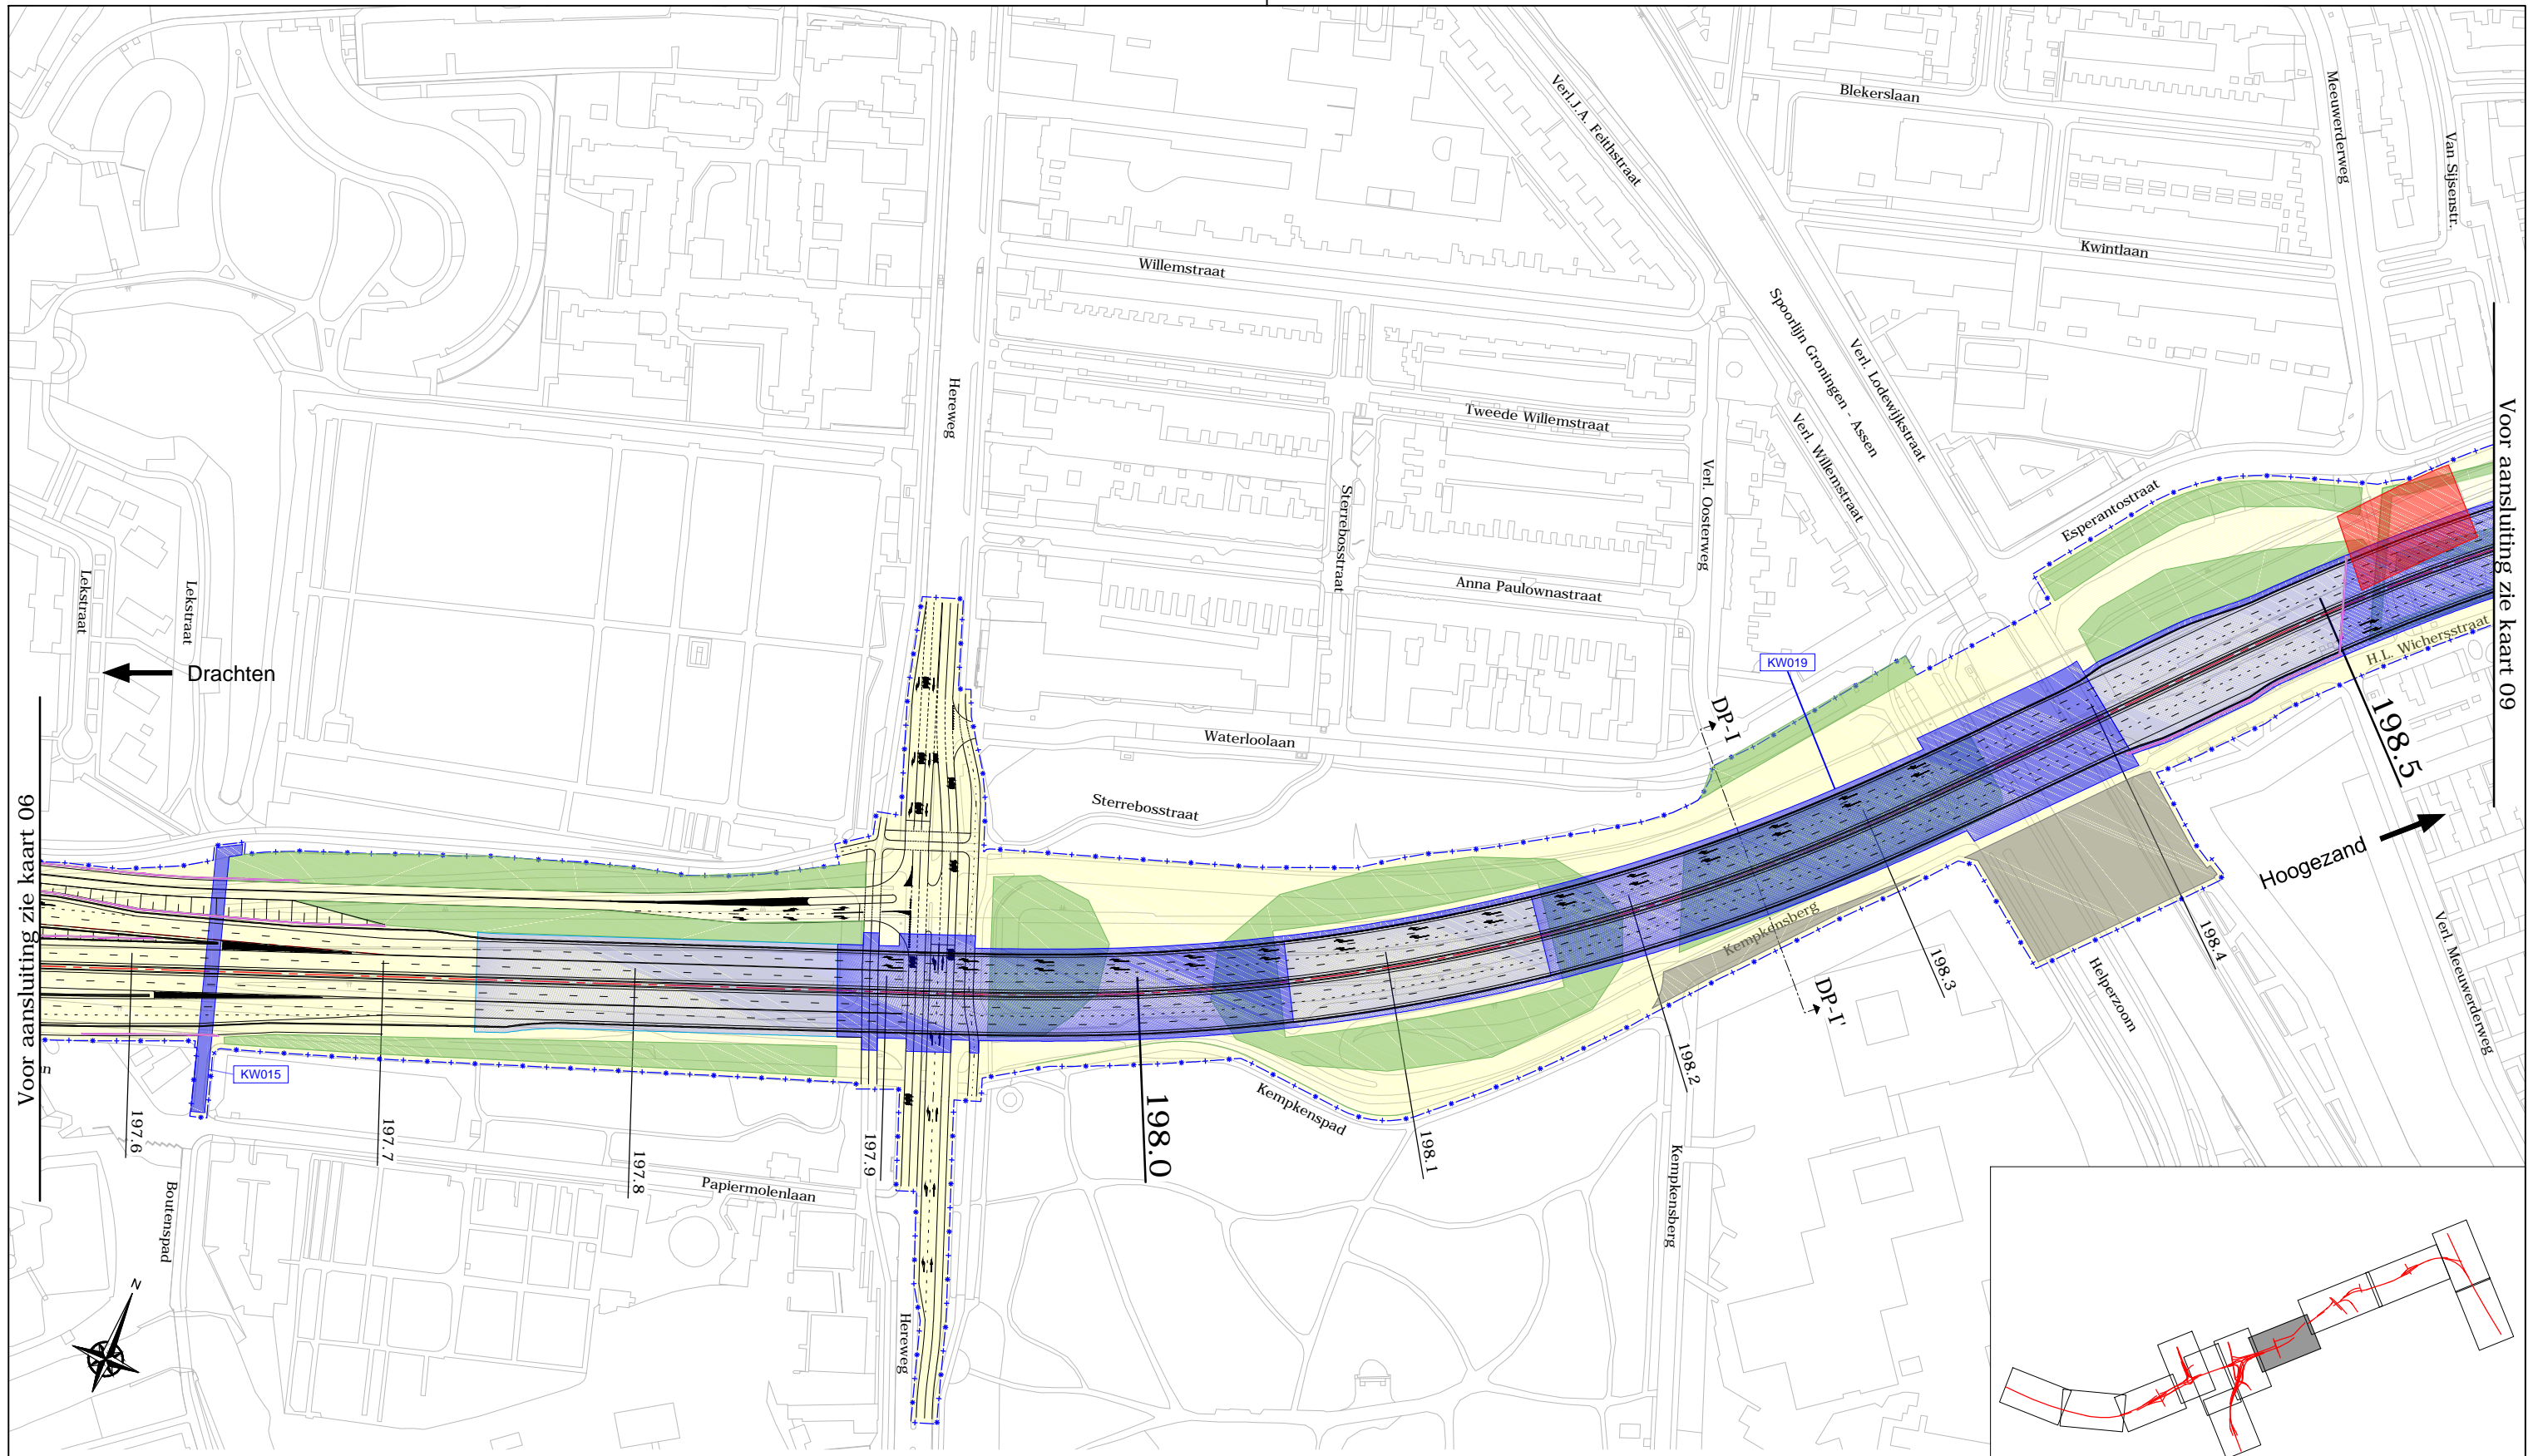 Verl.J.A. Feithstraat
Blekerslaan
Meeuwerderweg
Van Sijsenstr.
Kwintlaan
Willemstraat
Spoorlijn Groningen - Assen
Verl. Lodewijkstraat
Hereweg
Tweede Willemstraat
Verl. Willemstraat
Verl. Oosterweg
Sterrebosstraat
Esperantostraat
Voor aansluiting zie kaart 09
Lekstraat
Lekstraat
Anna Paulownastraat
Drachten
KW019
H.L. Wichersstraat
DP-I
198.5
Waterloolaan
Sterrebosstraat
Voor aansluiting zie kaart 06
Hoogezand
Kempkensberg
198.4
198.3
DP-I'
Helperzoom
Verl. Meeuwerderweg
KW015
198.2
Kempkenspad
198.0
198.1
197.6
197.7
197.8
197.9
Papiermolenlaan
Boutenspad
Kempkensberg
Hereweg
N